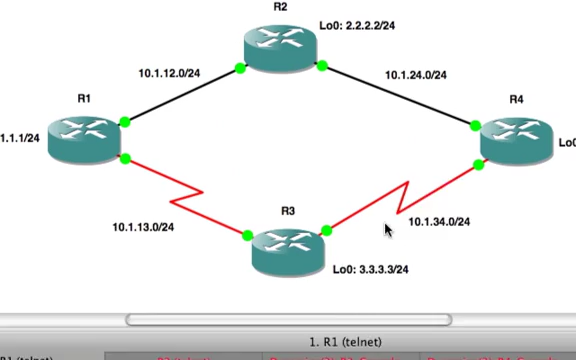 R2
Lo0: 2.2.2.2/24
10.1.12.0/24
10.1.24.0/24
R1
R4
1.1.1/24
Lo0
10.1.13.0/24
R3
10.1.34.0/24
Lo0: 3.3.3.3/24
1. R1 (telnet)
R1 (telnet)